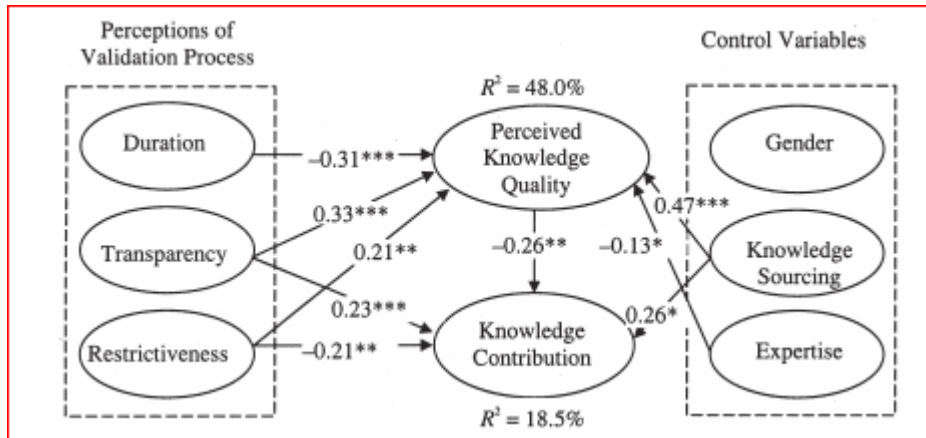 Perceptions of
Validation Process
Control Variables
R² = 48.0%
Duration
Perceived
Knowledge
Quality
Gender
–0.31***
0.33***
0.47***
Transparency
0.21**
–0.26**
–0.13*
Knowledge
Sourcing
0.23***
0.26*
Restrictiveness
–0.21**
Knowledge
Contribution
Expertise
R² = 18.5%